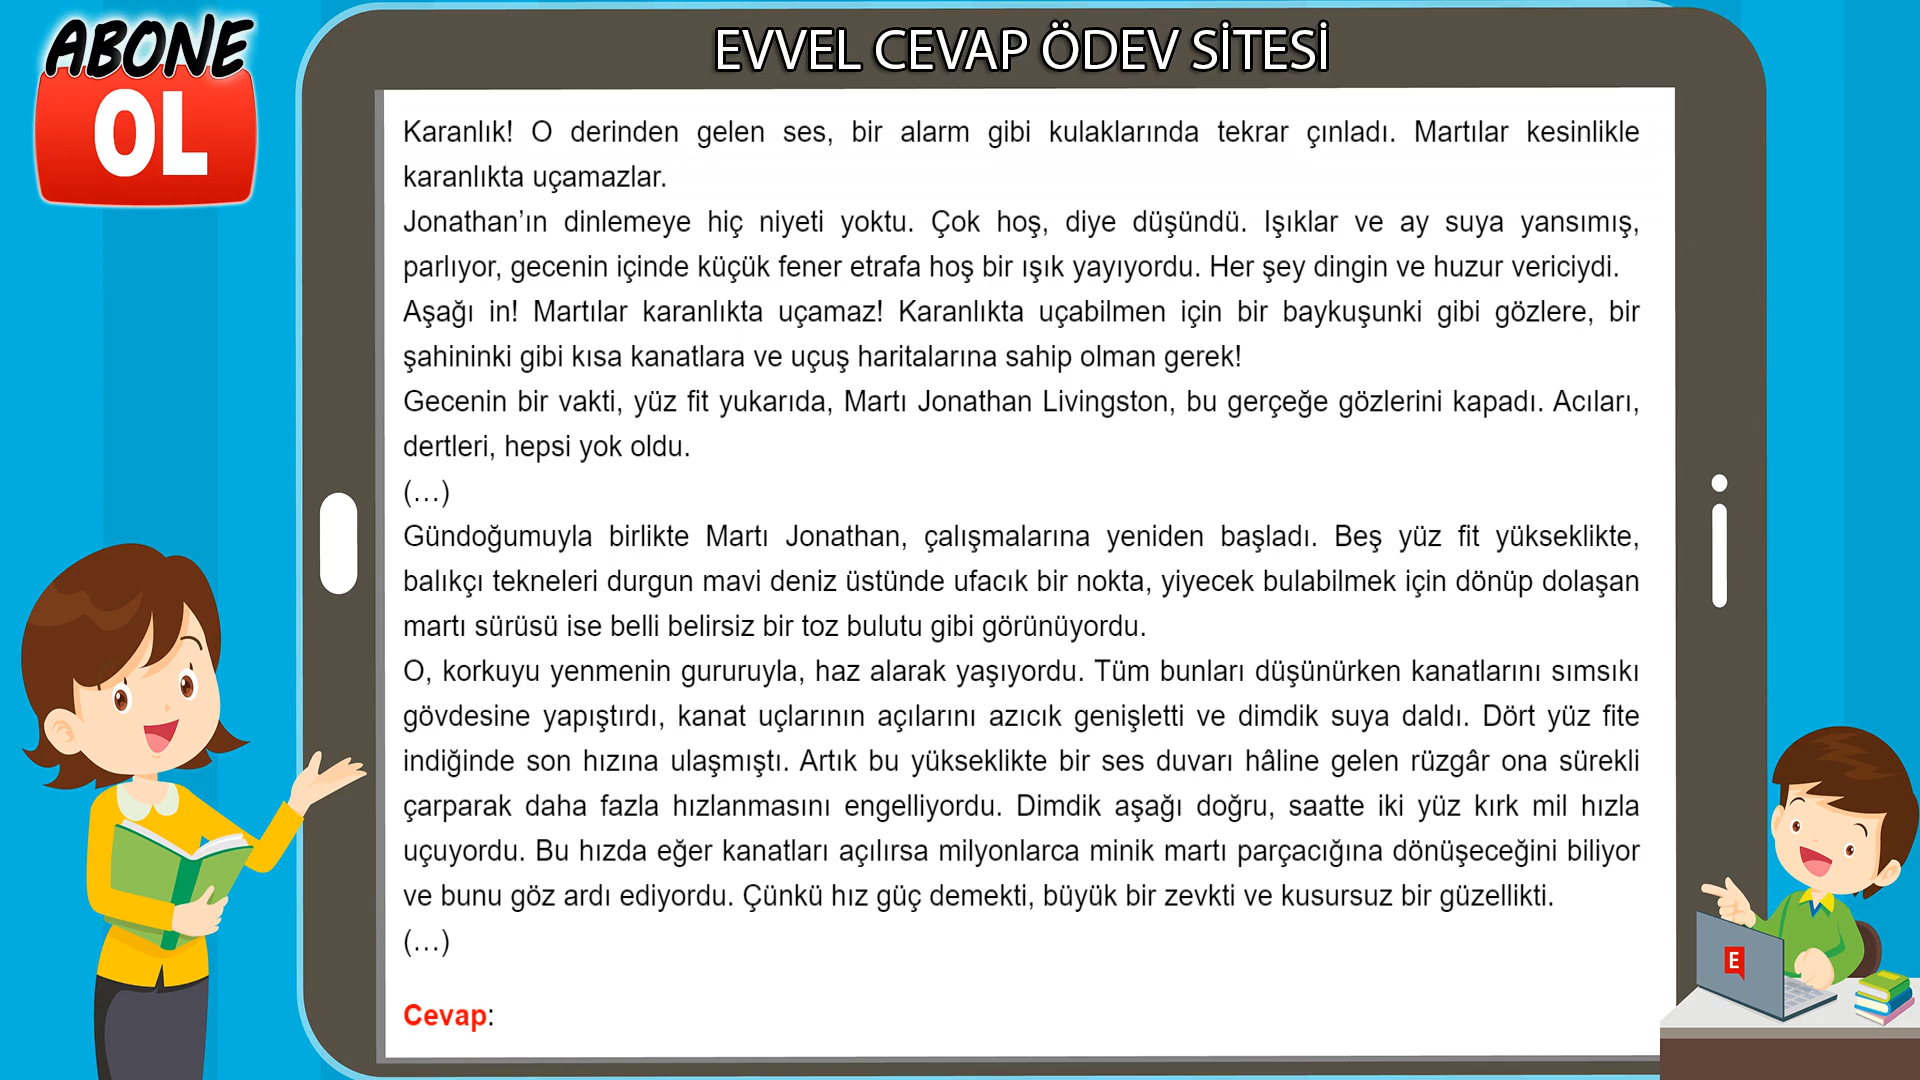 ABONE
OL
EVVEL CEVAP ÖDEV SİTESİ
Karanlık! O derinden gelen ses, bir alarm gibi kulaklarında tekrar çınladı. Martılar kesinlikle
karanlıkta uçamazlar.
Jonathan’ın dinlemeye hiç niyeti yoktu. Çok hoş, diye düşündü. Işıklar ve ay suya yansımış,
parlıyor, gecenin içinde küçük fener etrafa hoş bir ışık yayıyordu. Her şey dingin ve huzur vericiydi.
Aşağı in! Martılar karanlıkta uçamaz! Karanlıkta uçabilmen için bir baykuşunki gibi gözlere, bir
şahininki gibi kısa kanatlara ve uçuş haritalarına sahip olman gerek!
Gecenin bir vakti, yüz fit yukarıda, Martı Jonathan Livingston, bu gerçeğe gözlerini kapadı. Acıları,
dertleri, hepsi yok oldu.
(…)
Gündoğumuyla birlikte Martı Jonathan, çalışmalarına yeniden başladı. Beş yüz fit yükseklikte,
balıkçı tekneleri durgun mavi deniz üstünde ufacık bir nokta, yiyecek bulabilmek için dönüp dolaşan
martı sürüsü ise belli belirsiz bir toz bulutu gibi görünüyordu.
O, korkuyu yenmenin gururuyla, haz alarak yaşıyordu. Tüm bunları düşünürken kanatlarını sımsıkı
gövdesine yapıştırdı, kanat uçlarının açılarını azıcık genişletti ve dimdik suya daldı. Dört yüz fite
indiğinde son hızına ulaşmıştı. Artık bu yükseklikte bir ses duvarı hâline gelen rüzgâr ona sürekli
çarparak daha fazla hızlanmasını engelliyordu. Dimdik aşağı doğru, saatte iki yüz kırk mil hızla
uçuyordu. Bu hızda eğer kanatları açılırsa milyonlarca minik martı parçacığına dönüşeceğini biliyor
ve bunu göz ardı ediyordu. Çünkü hız güç demekti, büyük bir zevkti ve kusursuz bir güzellikti.
(…)
Cevap:
E